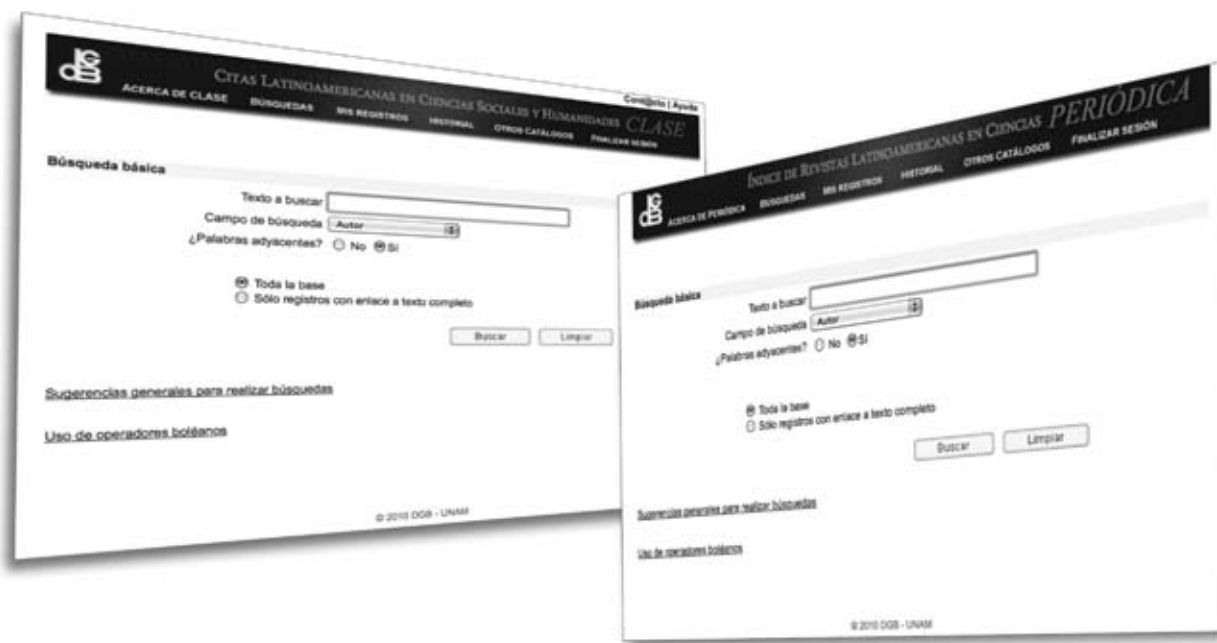 DGB
CITAS LATINOAMERICANAS EN CIENCIAS SOCIALES Y HUMANIDADES CLASE
ACERCA DE CLASE BÚSQUEDAS MIS REGISTROS HISTORIAL OTROS CATÁLOGOS FINALIZAR SESIÓN
| Ayuda
Búsqueda básica
Texto a buscar
Campo de búsqueda Autor
¿Palabras adyacentes? No Sí
Toda la base
Sólo registros con enlace a texto completo
Buscar Limpiar
Sugerencias generales para realizar búsquedas
Uso de operadores boléanos
© 2010 DGB - UNAM
DGB
ÍNDICE DE REVISTAS LATINOAMERICANAS EN CIENCIAS PERIÓDICA
ACERCA DE PERIÓDICA BÚSQUEDAS MIS REGISTROS HISTORIAL OTROS CATÁLOGOS FINALIZAR SESIÓN
Búsqueda básica
Texto a buscar
Campo de búsqueda Autor
¿Palabras adyacentes? No Sí
Toda la base
Sólo registros con enlace a texto completo
Buscar Limpiar
Sugerencias generales para realizar búsquedas
Uso de operadores boléanos
© 2010 DGB - UNAM